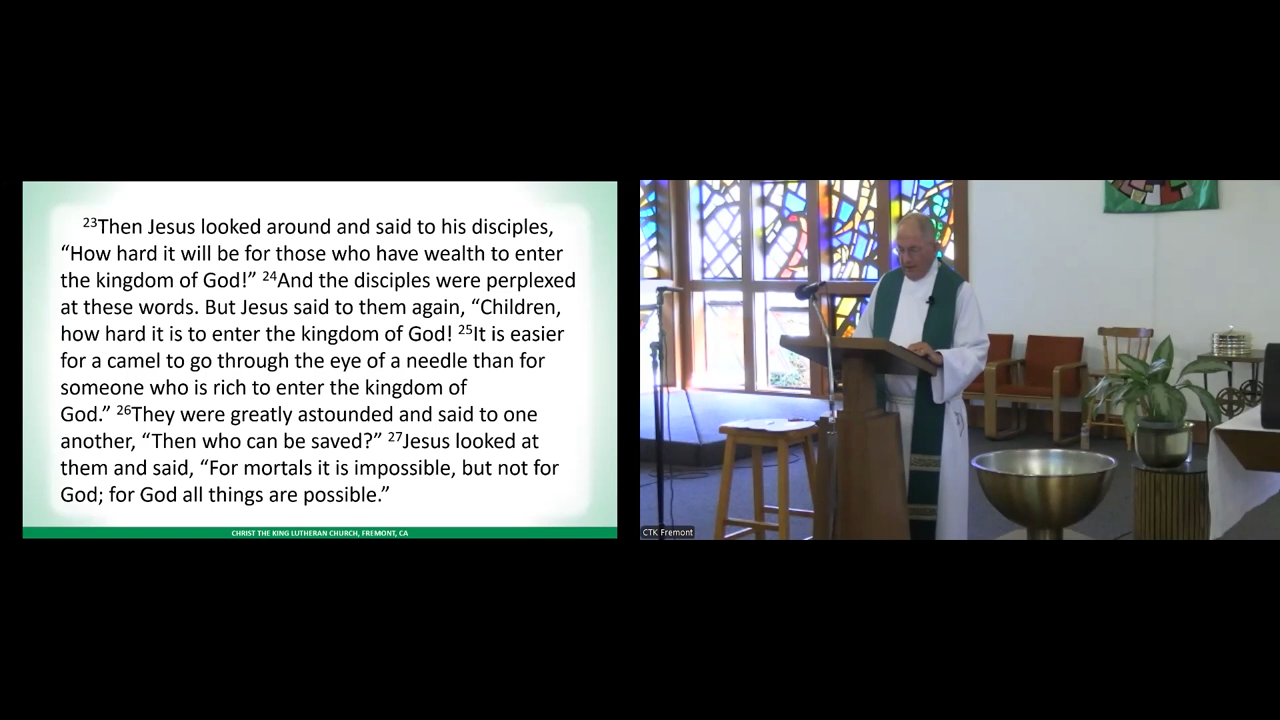 ²³Then Jesus looked around and said to his disciples,
“How hard it will be for those who have wealth to enter
the kingdom of God!” ²⁴And the disciples were perplexed
at these words. But Jesus said to them again, “Children,
how hard it is to enter the kingdom of God! ²⁵It is easier
for a camel to go through the eye of a needle than for
someone who is rich to enter the kingdom of
God.” ²⁶They were greatly astounded and said to one
another, “Then who can be saved?” ²⁷Jesus looked at
them and said, “For mortals it is impossible, but not for
God; for God all things are possible.”
CHRIST THE KING LUTHERAN CHURCH, FREMONT, CA
CTK Fremont